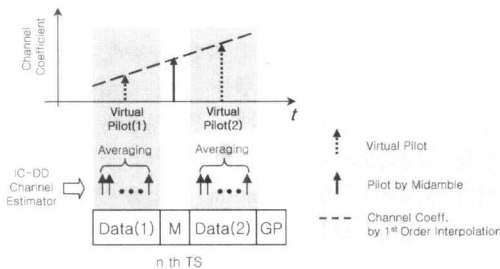 Channel
Coefficient
Virtual
Pilot(1)
Virtual
Pilot(2)
t
Averaging
Averaging
IC-DD
Channel
Estimator
Data(1)
M
Data(2)
GP
n th TS
Virtual Pilot
Pilot by Midamble
Channel Coeff.
by 1st Order Interpolation